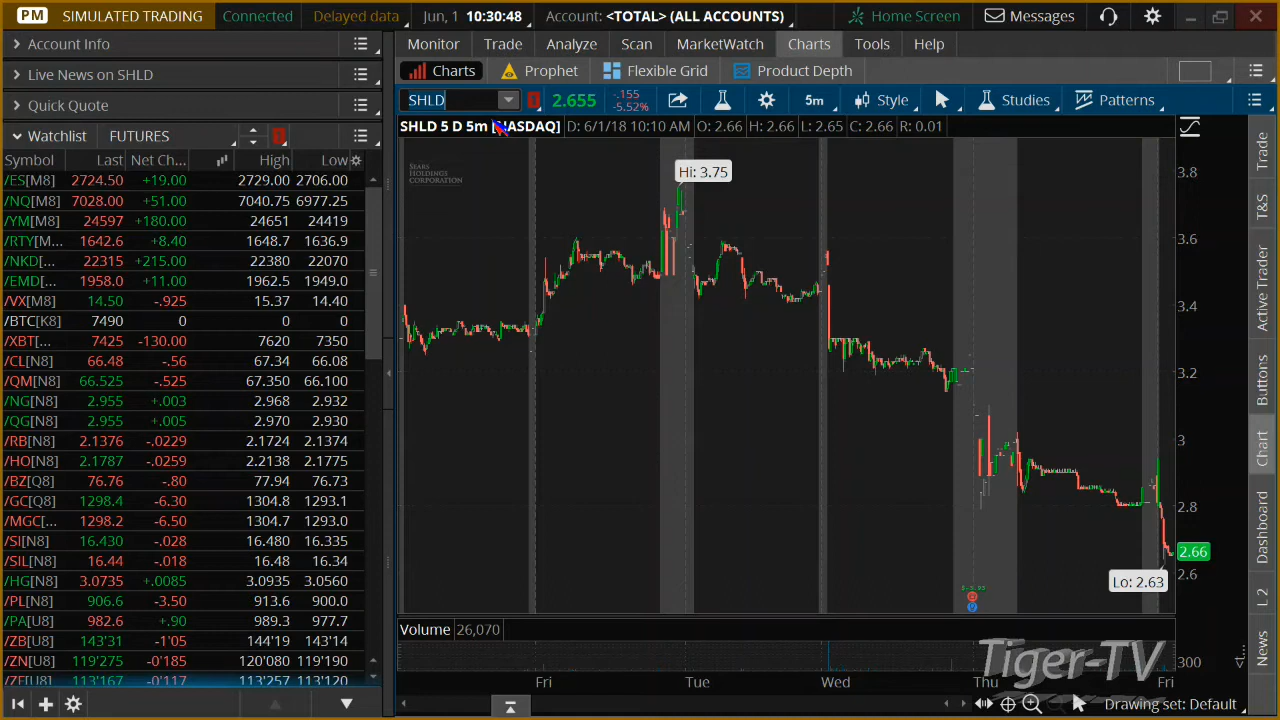 PM SIMULATED TRADING Connected Delayed data Jun, 1 10:30:48 Account: <TOTAL> (ALL ACCOUNTS) Home Screen Messages
Account Info
Live News on SHLD
Quick Quote
Watchlist FUTURES
Symbol Last Net Ch... High Low
/ES[M8] 2724.50 +19.00 2729.00 2706.00
/NQ[M8] 7028.00 +51.00 7040.75 6977.25
/YM[M8] 24597 +180.00 24651 24419
/RTY[M... 1642.6 +8.40 1648.7 1636.9
/NKD[... 22315 +215.00 22380 22070
/EMD[... 1958.0 +11.00 1962.5 1949.0
/VX[M8] 14.50 -.925 15.37 14.40
/BTC[K8] 7490 0 0 0
/XBT[... 7425 -130.00 7620 7350
/CL[N8] 66.48 -.56 67.34 66.08
/QM[N8] 66.525 -.525 67.350 66.100
/NG[N8] 2.955 +.003 2.968 2.932
/QG[N8] 2.955 +.005 2.970 2.930
/RB[N8] 2.1376 -.0229 2.1724 2.1374
/HO[N8] 2.1787 -.0259 2.2138 2.1775
/BZ[Q8] 76.76 -.80 77.94 76.73
/GC[Q8] 1298.4 -6.30 1304.8 1293.1
/MGC[... 1298.2 -6.50 1304.7 1293.0
/SI[N8] 16.430 -.028 16.480 16.335
/SIL[N8] 16.44 -.018 16.48 16.34
/HG[N8] 3.0735 +.0085 3.0935 3.0560
/PL[N8] 906.6 -3.50 913.6 900.0
/PA[U8] 982.6 +.90 989.3 977.7
/ZB[U8] 143'31 -1'05 144'19 143'14
/ZN[U8] 119'275 -0'185 120'080 119'190
/ZF[U8] 113'167 -0'117 113'257 113'120
Monitor Trade Analyze Scan MarketWatch Charts Tools Help
Charts Prophet Flexible Grid Product Depth
SHLD 2.655 -.155 -5.52% 5m Style Studies Patterns
SHLD 5 D 5m [NASDAQ] D: 6/1/18 10:10 AM O: 2.66 H: 2.66 L: 2.65 C: 2.66 R: 0.01
SEARS
HOLDINGS
CORPORATION
Hi: 3.75
3.8
3.6
3.4
3.2
3
2.8
2.66
2.6
Lo: 2.63
Volume 26,070
300
Tiger-TV
Fri Tue Wed Thu Fri
Drawing set: Default
Trade
T&S
Active Trader
Buttons
Chart
Dashboard
L 2
News